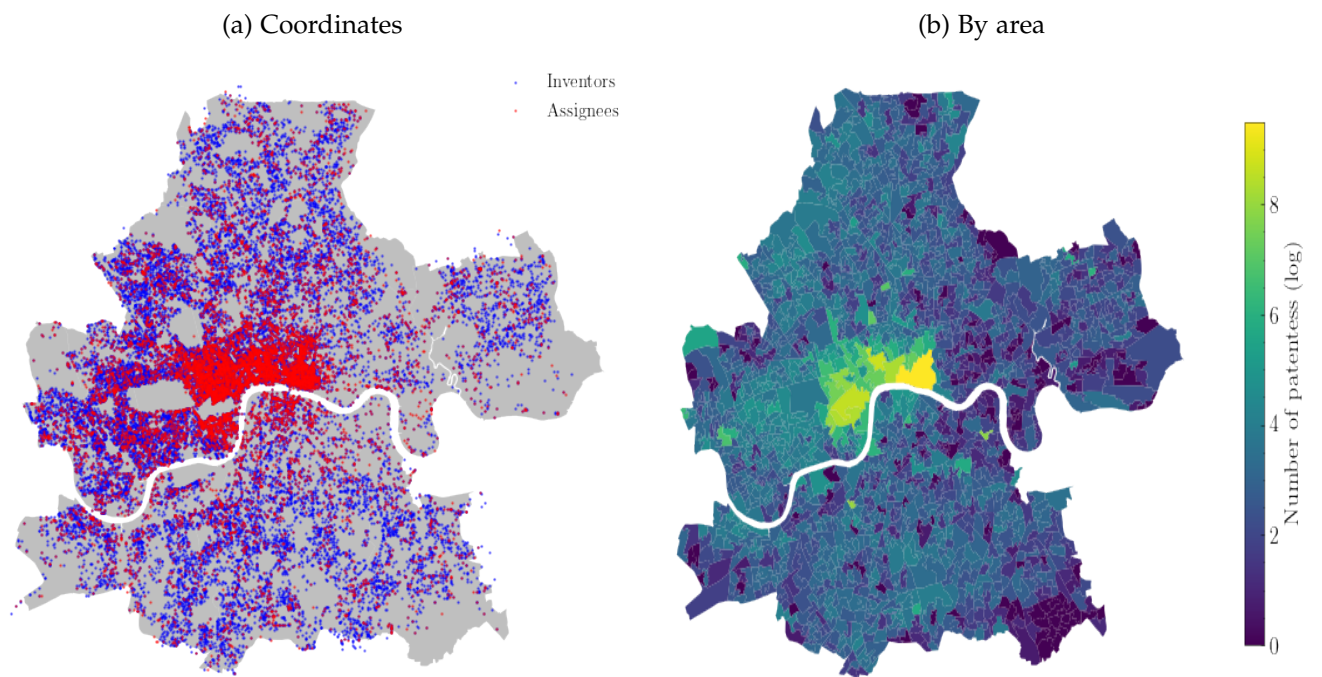 (a) Coordinates
(b) By area
Inventors
Assignees
8
6
4
2
0
Number of patentess (log)